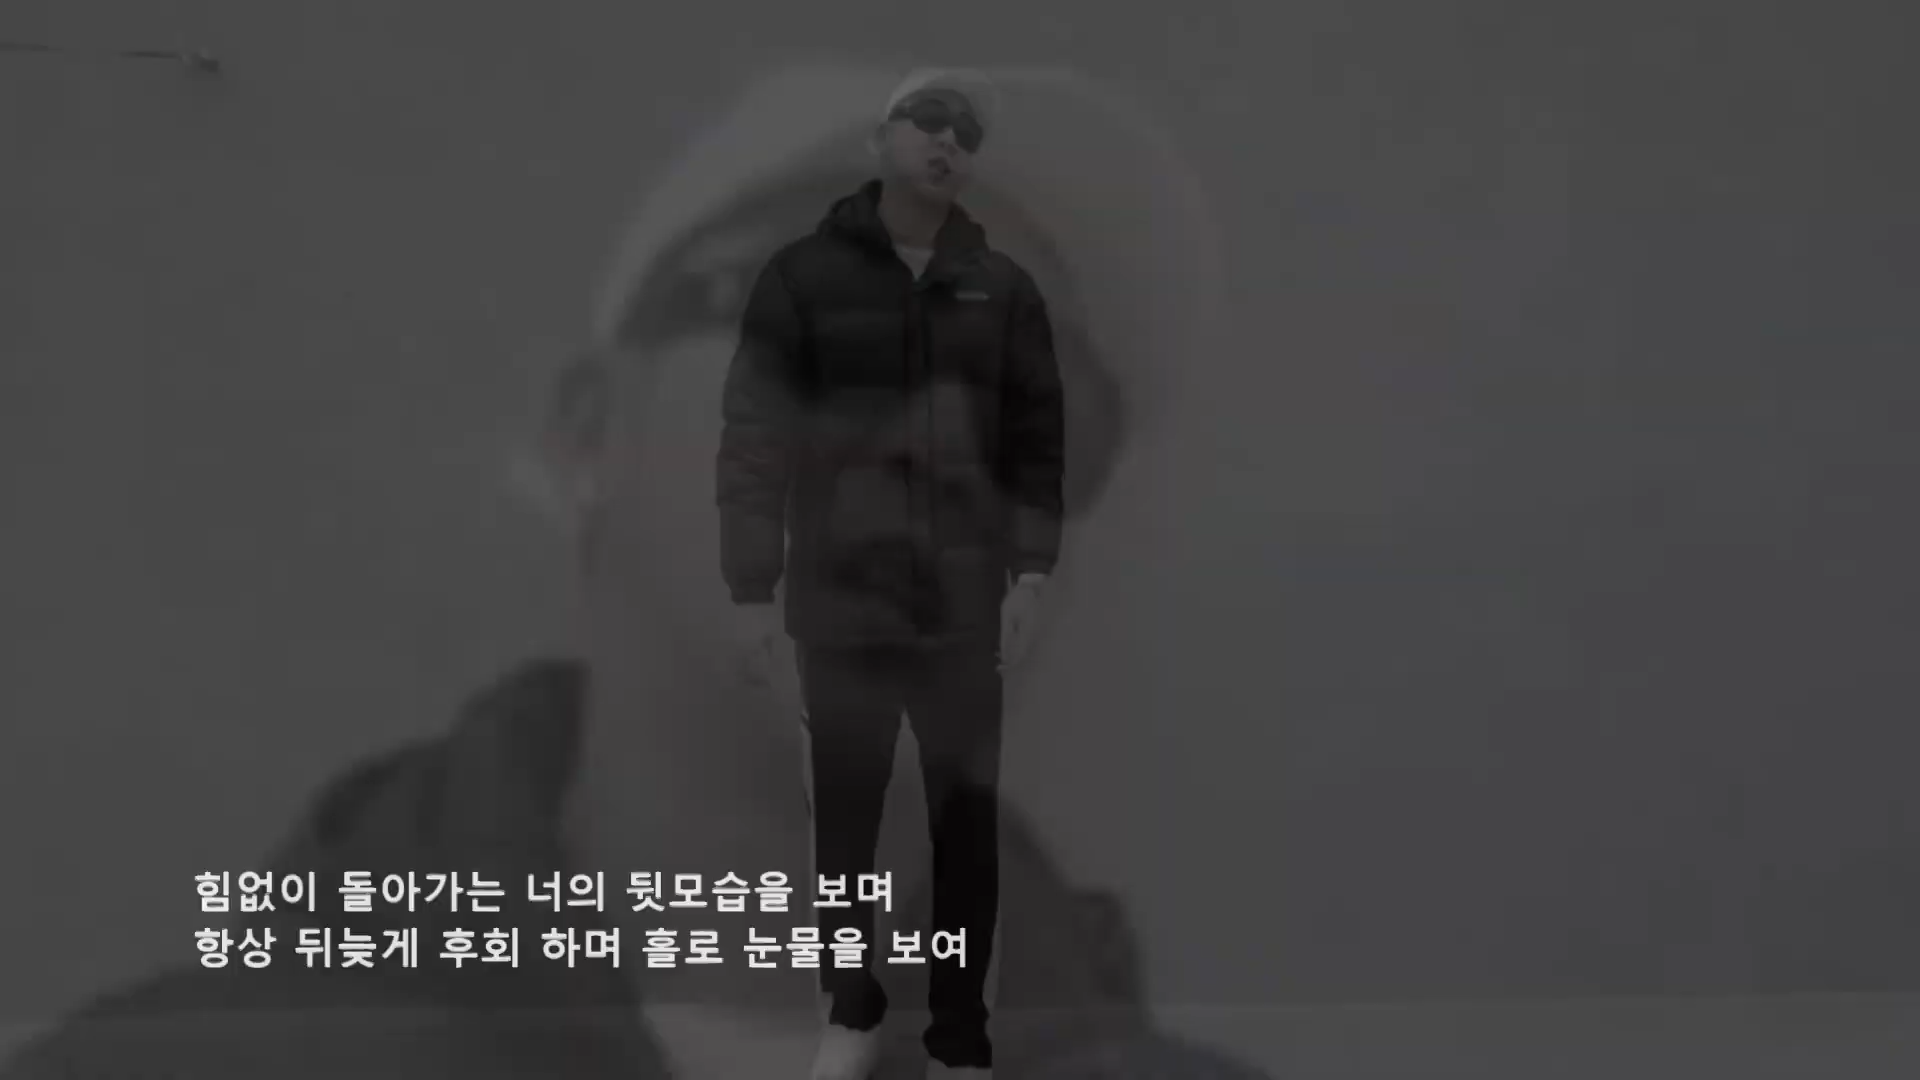 힘없이 돌아가는 너의 뒷모습을 보며
항상 뒤늦게 후회 하며 홀로 눈물을 보여